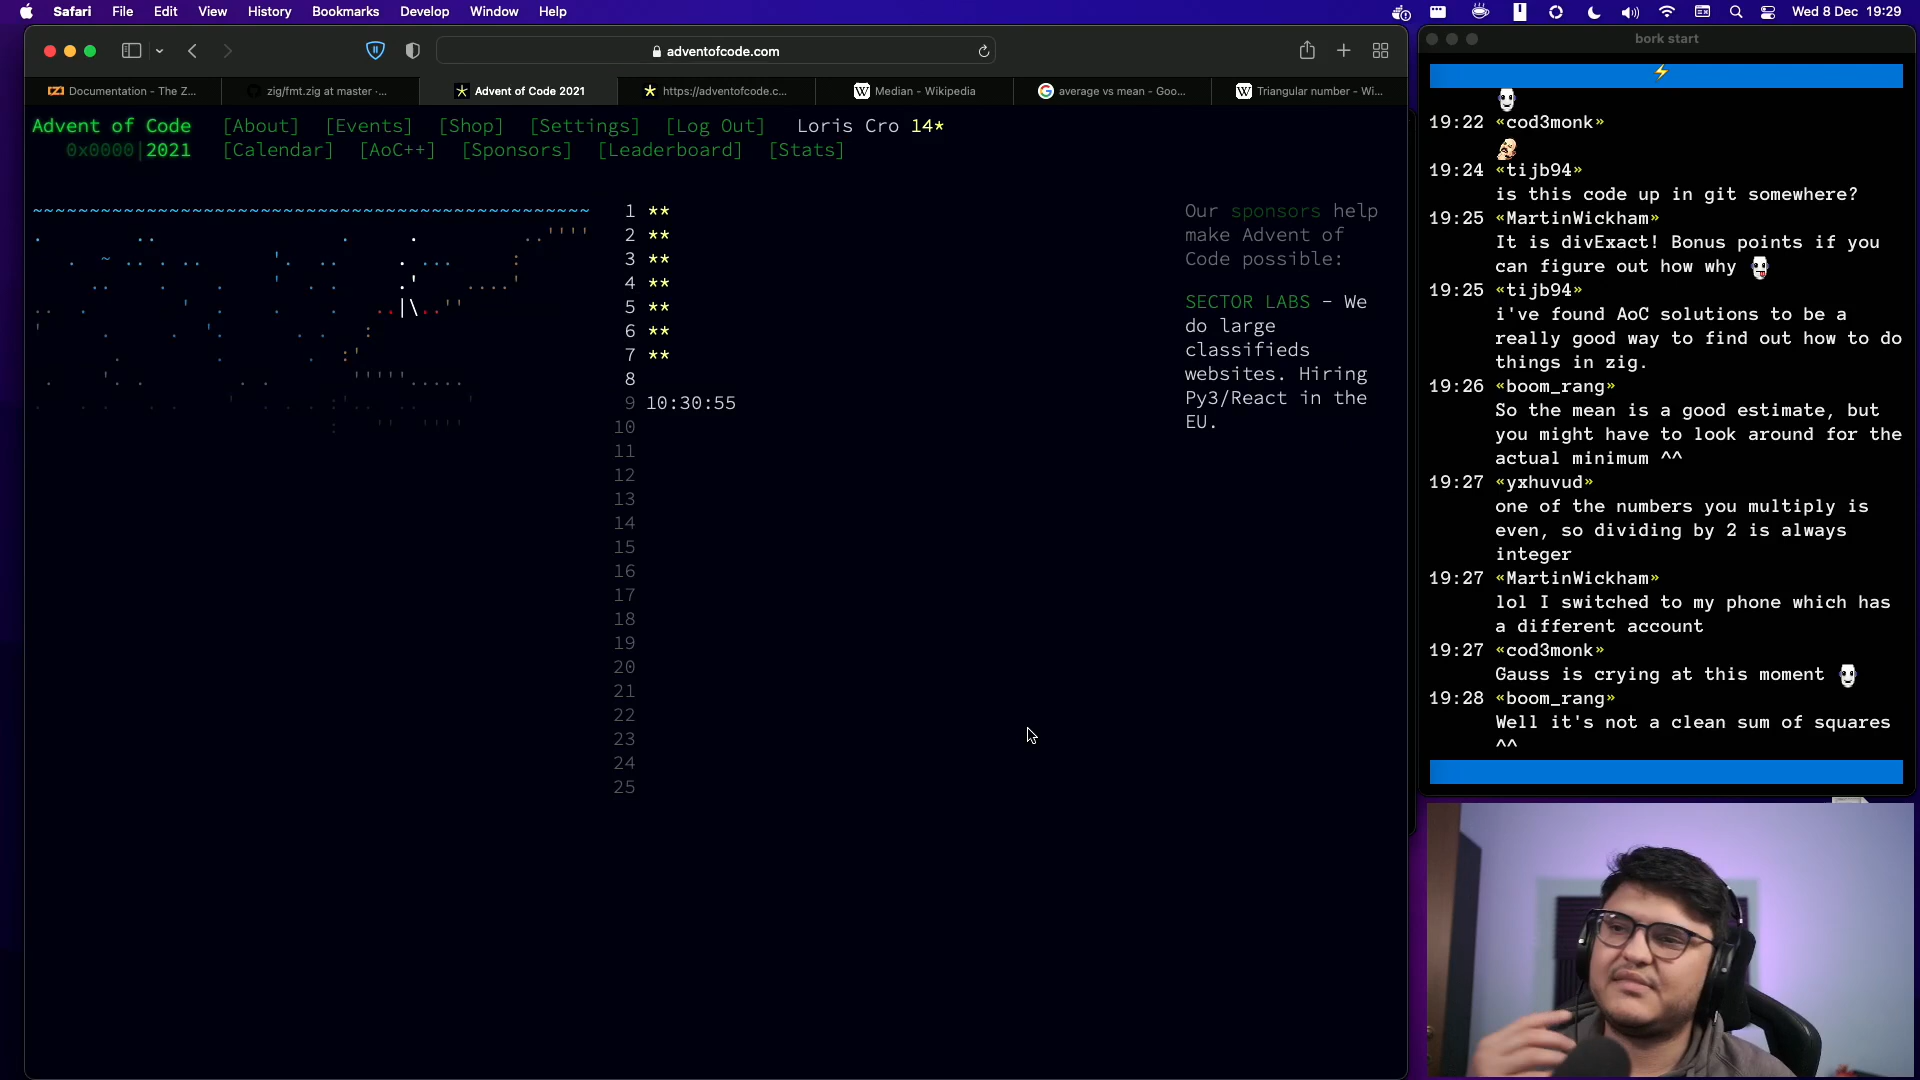 Safari File Edit View History Bookmarks Develop Window Help Wed 8 Dec 19:29
adventofcode.com
Documentation - The Z... zig/fmt.zig at master ·... Advent of Code 2021 https://adventofcode.c... Median - Wikipedia average vs mean - Goo... Triangular number - Wi...
Advent of Code [About] [Events] [Shop] [Settings] [Log Out] Loris Cro 14*
0x0000|2021 [Calendar] [AoC++] [Sponsors] [Leaderboard] [Stats]
1 **
2 **
3 **
4 **
5 **
6 **
7 **
8
9 10:30:55
10
11
12
13
14
15
16
17
18
19
20
21
22
23
24
25
Our sponsors help
make Advent of
Code possible:
SECTOR LABS - We
do large
classifieds
websites. Hiring
Py3/React in the
EU.
bork start
19:22 «cod3monk»
19:24 «tijb94»
is this code up in git somewhere?
19:25 «MartinWickham»
It is divExact! Bonus points if you
can figure out how why
19:25 «tijb94»
i've found AoC solutions to be a
really good way to find out how to do
things in zig.
19:26 «boom_rang»
So the mean is a good estimate, but
you might have to look around for the
actual minimum ^^
19:27 «yxhuvud»
one of the numbers you multiply is
even, so dividing by 2 is always
integer
19:27 «MartinWickham»
lol I switched to my phone which has
a different account
19:27 «cod3monk»
Gauss is crying at this moment
19:28 «boom_rang»
Well it's not a clean sum of squares
^^